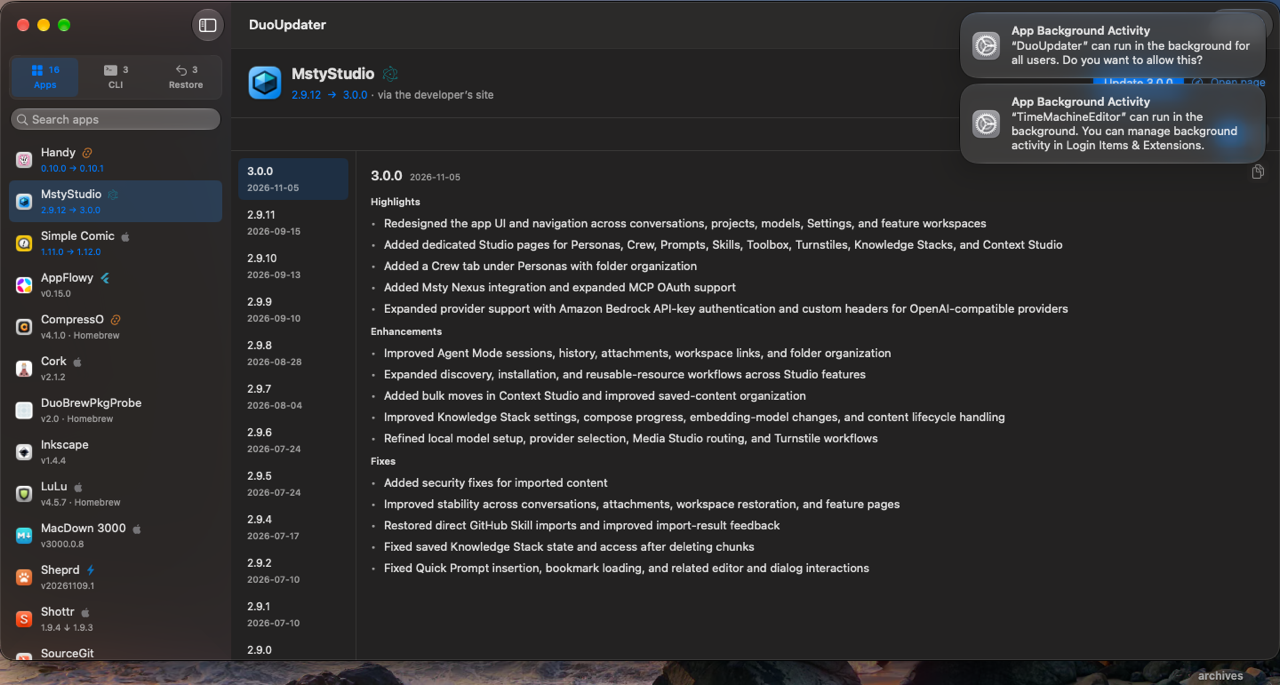 DuoUpdater
16 Apps
3 CLI
3 Restore
Search apps
Handy
0.10.0 → 0.10.1
MstyStudio
2.9.12 → 3.0.0
Simple Comic
1.11.0 → 1.12.0
AppFlowy
v0.15.0
CompressO
v4.1.0 · Homebrew
Cork
v2.1.2
DuoBrewPkgProbe
v2.0 · Homebrew
Inkscape
v1.4.4
LuLu
v4.5.7 · Homebrew
MacDown 3000
v3000.0.8
Sheprd
v20261109.1
Shottr
1.9.4 ↓ 1.9.3
SourceGit
MstyStudio
2.9.12 → 3.0.0 · via the developer's site
Update 3.0.0
Open page
App Background Activity
"DuoUpdater" can run in the background for
all users. Do you want to allow this?
App Background Activity
"TimeMachineEditor" can run in the
background. You can manage background
activity in Login Items & Extensions.
3.0.0
2026-11-05
2.9.11
2026-09-15
2.9.10
2026-09-13
2.9.9
2026-09-10
2.9.8
2026-08-28
2.9.7
2026-08-04
2.9.6
2026-07-24
2.9.5
2026-07-24
2.9.4
2026-07-17
2.9.2
2026-07-10
2.9.1
2026-07-10
2.9.0
3.0.0 2026-11-05
Highlights
• Redesigned the app UI and navigation across conversations, projects, models, Settings, and feature workspaces
• Added dedicated Studio pages for Personas, Crew, Prompts, Skills, Toolbox, Turnstiles, Knowledge Stacks, and Context Studio
• Added a Crew tab under Personas with folder organization
• Added Msty Nexus integration and expanded MCP OAuth support
• Expanded provider support with Amazon Bedrock API-key authentication and custom headers for OpenAI-compatible providers
Enhancements
• Improved Agent Mode sessions, history, attachments, workspace links, and folder organization
• Expanded discovery, installation, and reusable-resource workflows across Studio features
• Added bulk moves in Context Studio and improved saved-content organization
• Improved Knowledge Stack settings, compose progress, embedding-model changes, and content lifecycle handling
• Refined local model setup, provider selection, Media Studio routing, and Turnstile workflows
Fixes
• Added security fixes for imported content
• Improved stability across conversations, attachments, workspace restoration, and feature pages
• Restored direct GitHub Skill imports and improved import-result feedback
• Fixed saved Knowledge Stack state and access after deleting chunks
• Fixed Quick Prompt insertion, bookmark loading, and related editor and dialog interactions
archives